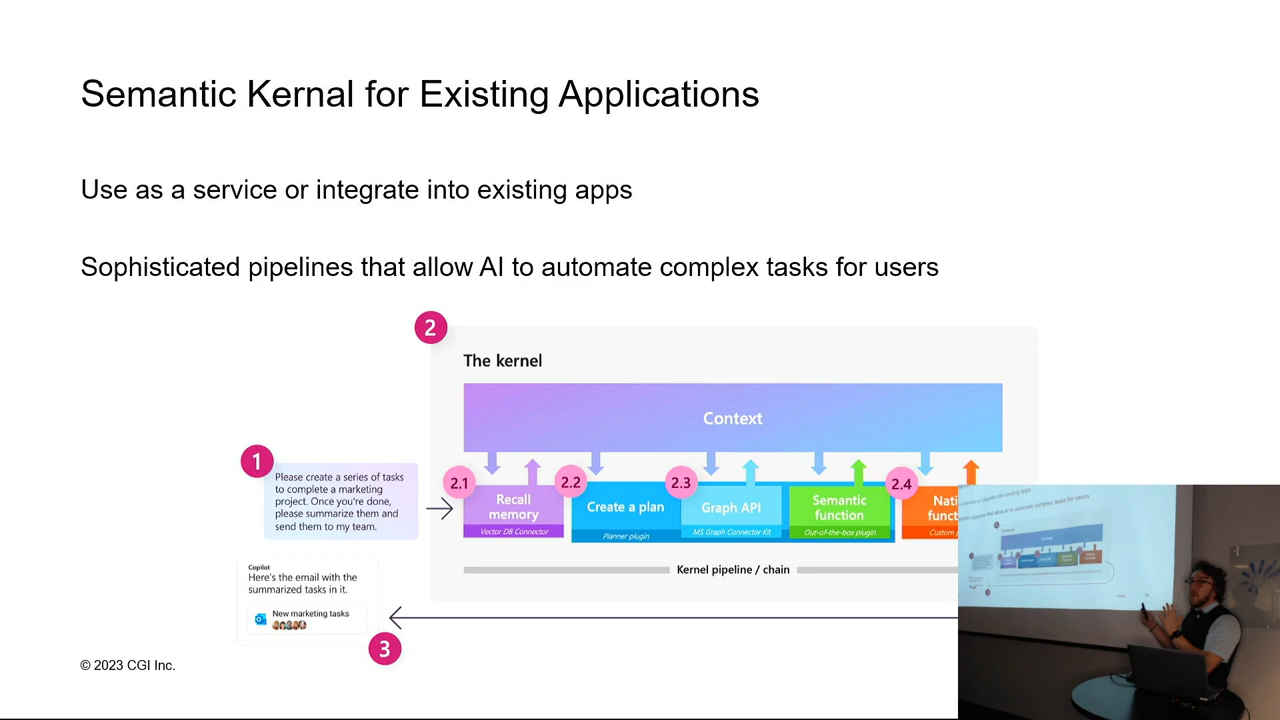 Semantic Kernal for Existing Applications
Use as a service or integrate into existing apps
Sophisticated pipelines that allow AI to automate complex tasks for users
2
The kernel
Context
1
Please create a series of tasks
to complete a marketing
project. Once you're done,
please summarize them and
send them to my team.
2.1
Recall
memory
Vector DB Connector
2.2
Create a plan
Planner plugin
2.3
Graph API
MS Graph Connector Kit
Semantic
function
Out-of-the-box plugin
2.4
Nati
funct
Custom
Kernel pipeline / chain
Copilot
Here's the email with the
summarized tasks in it.
New marketing tasks
3
© 2023 CGI Inc.